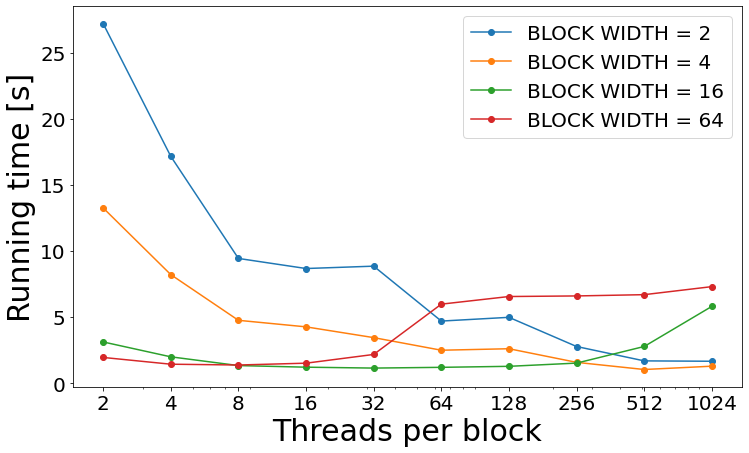 BLOCK WIDTH = 2
BLOCK WIDTH = 4
BLOCK WIDTH = 16
BLOCK WIDTH = 64
Running time [s]
25
20
15
10
5
0
2 4 8 16 32 64 128 256 512 1024
Threads per block